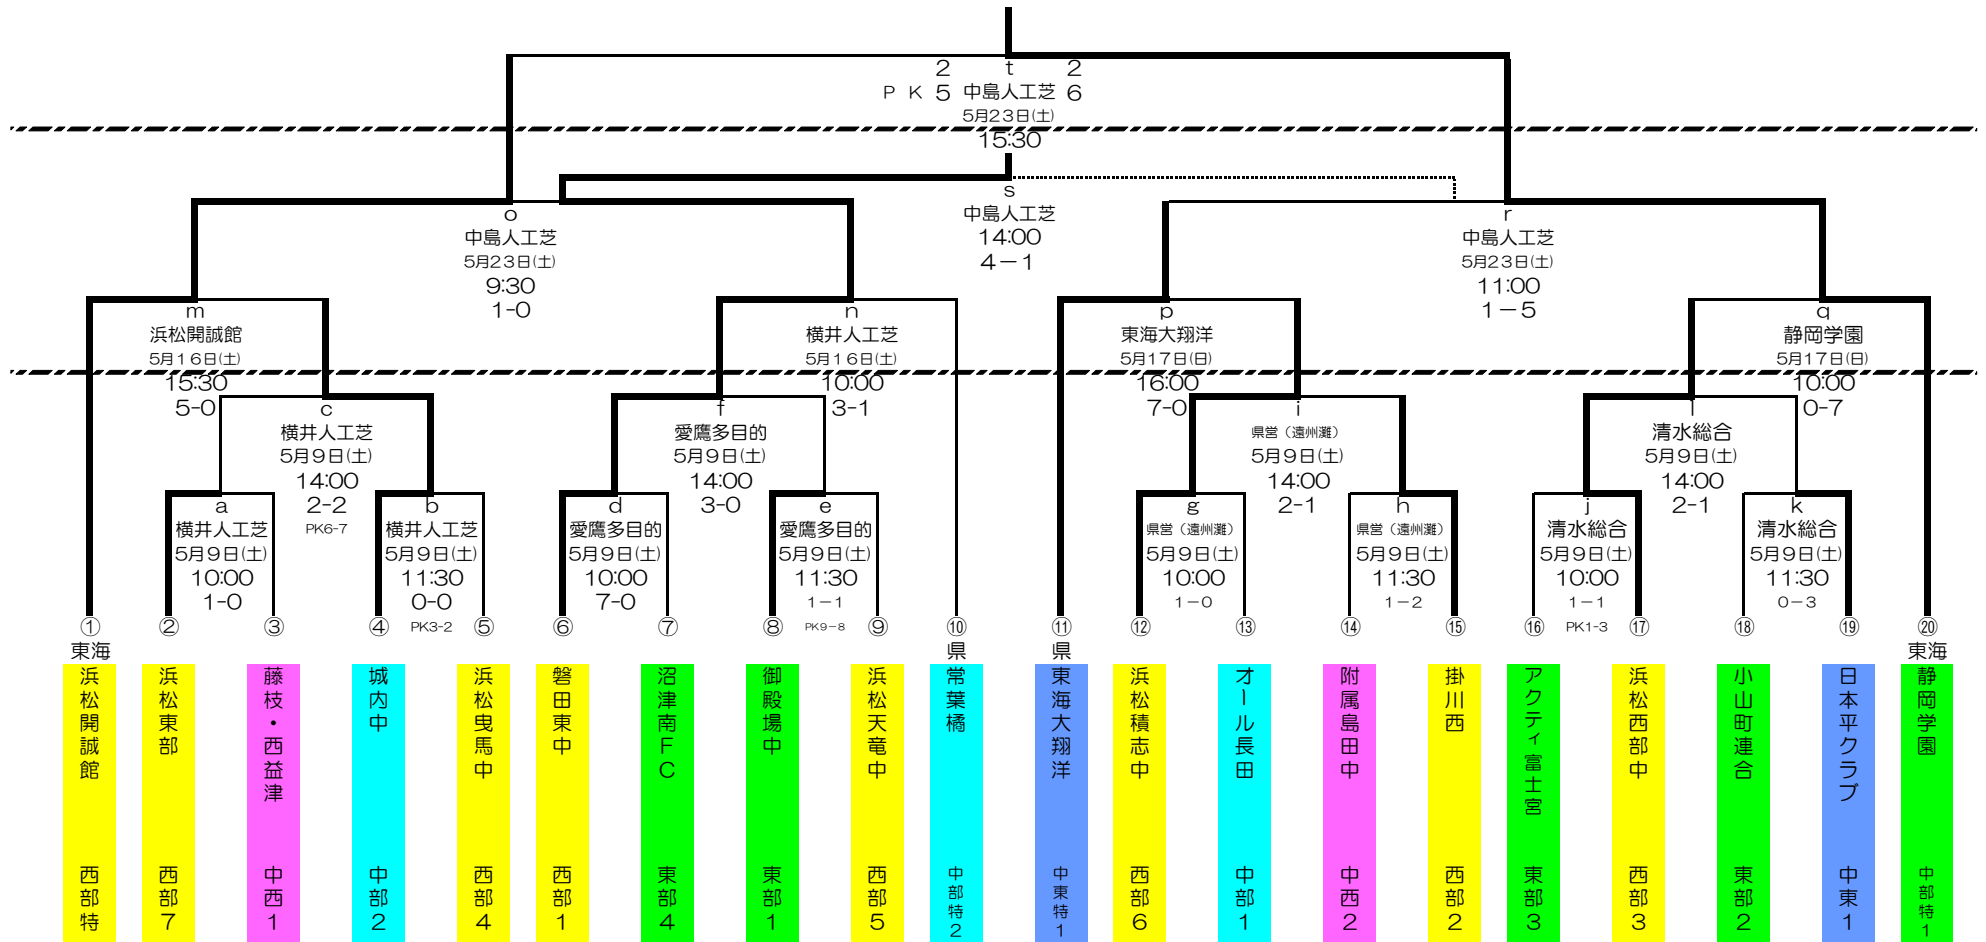 2 t 2
P K 5 中島人工芝 6
5月23日(土)
15:30
s
中島人工芝
14:00
4－1
o
中島人工芝
5月23日(土)
9:30
1-0
r
中島人工芝
5月23日(土)
11:00
1－5
m
浜松開誠館
5月16日(土)
15:30
5-0
n
横井人工芝
5月16日(土)
10:00
3-1
p
東海大翔洋
5月17日(日)
16:00
7-0
q
静岡学園
5月17日(日)
10:00
0-7
c
横井人工芝
5月9日(土)
14:00
2-2
PK6-7
f
愛鷹多目的
5月9日(土)
14:00
3-0
i
県営（遠州灘）
5月9日(土)
14:00
2-1
l
清水総合
5月9日(土)
14:00
2-1
a
横井人工芝
5月9日(土)
10:00
1-0
b
横井人工芝
5月9日(土)
11:30
0-0
PK3-2
d
愛鷹多目的
5月9日(土)
10:00
7-0
e
愛鷹多目的
5月9日(土)
11:30
1－1
PK9－8
g
県営（遠州灘）
5月9日(土)
10:00
1－0
h
県営（遠州灘）
5月9日(土)
11:30
1－2
j
清水総合
5月9日(土)
10:00
1－1
PK1-3
k
清水総合
5月9日(土)
11:30
0－3
① ② ③ ④ ⑤ ⑥ ⑦ ⑧ ⑨ ⑩ ⑪ ⑫ ⑬ ⑭ ⑮ ⑯ ⑰ ⑱ ⑲ ⑳
東海 県 県 東海
浜松開誠館 西部特
浜松東部 西部7
藤枝・西益津 中西1
城内中 中部2
浜松曳馬中 西部4
磐田東中 西部1
沼津南FC 東部4
御殿場中 東部1
浜松天竜中 西部5
常葉橘 中部特2
東海大翔洋 中東特1
浜松積志中 西部6
オール長田 中部1
附属島田中 中西2
掛川西 西部2
アクティ富士宮 東部3
浜松西部中 西部3
小山町連合 東部2
日本平クラブ 中東1
静岡学園 中部特1